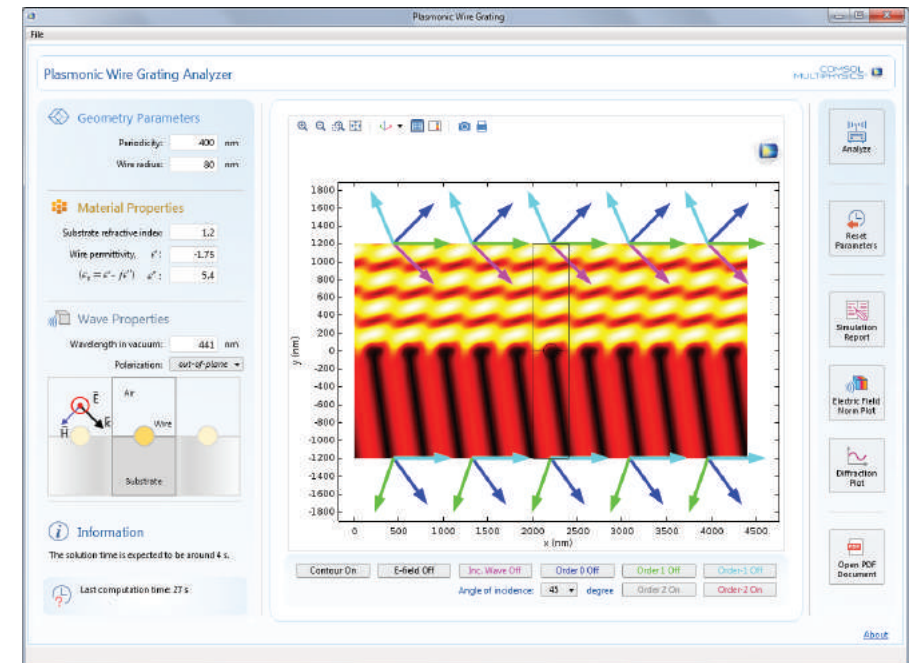 Plasmonic Wire Grating
File
Plasmonic Wire Grating Analyzer
COMSOL
MULTIPHYSICS
Geometry Parameters
Periodicity: 400 nm
Wire radius: 80 nm
Material Properties
Substrate refractive index: 1.2
Wire permittivity, ε': -1.75
(εr = ε' - jε'') ε'': 5.4
Wave Properties
Wavelength in vacuum: 441 nm
Polarization: out-of-plane
E
Air
H
k
Wire
Substrate
Information
The solution time is expected to be around 4 s.
Last computation time: 27 s
1800
1600
1400
1200
1000
800
600
400
200
0
-200
-400
-600
-800
-1000
-1200
-1400
-1600
-1800
y (nm)
0 500 1000 1500 2000 2500 3000 3500 4000 4500
x (nm)
Contour On E-field Off Inc. Wave Off Order 0 Off Order 1 Off Order-1 Off
Angle of incidence: 45 degree Order 2 On Order-2 On
Analyze
Reset
Parameters
Simulation
Report
Electric Field
Norm Plot
Diffraction
Plot
Open PDF
Document
About